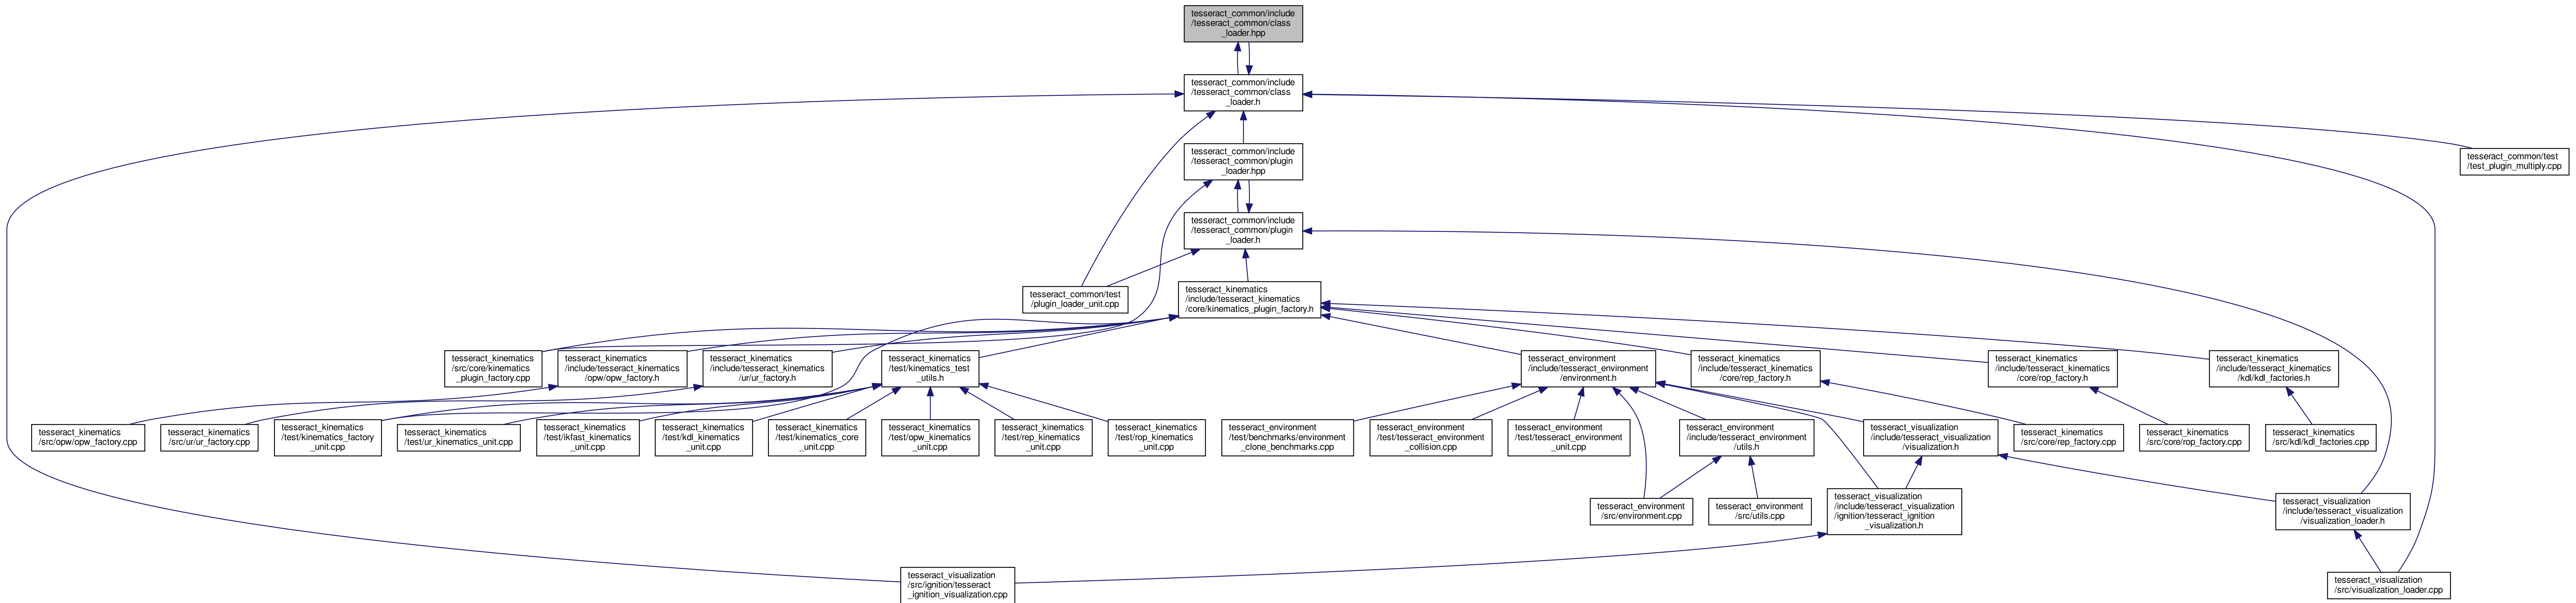 tesseract_common/include
/tesseract_common/class
_loader.hpp
tesseract_common/include
/tesseract_common/class
_loader.h
tesseract_common/include
/tesseract_common/plugin
_loader.hpp
tesseract_common/test
/test_plugin_multiply.cpp
tesseract_common/include
/tesseract_common/plugin
_loader.h
tesseract_common/test
/plugin_loader_unit.cpp
tesseract_kinematics
/include/tesseract_kinematics
/core/kinematics_plugin_factory.h
tesseract_kinematics
/src/core/kinematics
_plugin_factory.cpp
tesseract_kinematics
/include/tesseract_kinematics
/opw/opw_factory.h
tesseract_kinematics
/include/tesseract_kinematics
/ur/ur_factory.h
tesseract_kinematics
/test/kinematics_test
_utils.h
tesseract_environment
/include/tesseract_environment
/environment.h
tesseract_kinematics
/include/tesseract_kinematics
/core/rep_factory.h
tesseract_kinematics
/include/tesseract_kinematics
/core/rop_factory.h
tesseract_kinematics
/include/tesseract_kinematics
/kdl/kdl_factories.h
tesseract_kinematics
/src/opw/opw_factory.cpp
tesseract_kinematics
/src/ur/ur_factory.cpp
tesseract_kinematics
/test/kinematics_factory
_unit.cpp
tesseract_kinematics
/test/ur_kinematics_unit.cpp
tesseract_kinematics
/test/ikfast_kinematics
_unit.cpp
tesseract_kinematics
/test/kdl_kinematics
_unit.cpp
tesseract_kinematics
/test/kinematics_core
_unit.cpp
tesseract_kinematics
/test/opw_kinematics
_unit.cpp
tesseract_kinematics
/test/rep_kinematics
_unit.cpp
tesseract_kinematics
/test/rop_kinematics
_unit.cpp
tesseract_environment
/test/benchmarks/environment
_clone_benchmarks.cpp
tesseract_environment
/test/tesseract_environment
_collision.cpp
tesseract_environment
/test/tesseract_environment
_unit.cpp
tesseract_environment
/include/tesseract_environment
/utils.h
tesseract_visualization
/include/tesseract_visualization
/visualization.h
tesseract_kinematics
/src/core/rep_factory.cpp
tesseract_kinematics
/src/core/rop_factory.cpp
tesseract_kinematics
/src/kdl/kdl_factories.cpp
tesseract_environment
/src/environment.cpp
tesseract_environment
/src/utils.cpp
tesseract_visualization
/include/tesseract_visualization
/ignition/tesseract_ignition
_visualization.h
tesseract_visualization
/include/tesseract_visualization
/visualization_loader.h
tesseract_visualization
/src/ignition/tesseract
_ignition_visualization.cpp
tesseract_visualization
/src/visualization_loader.cpp